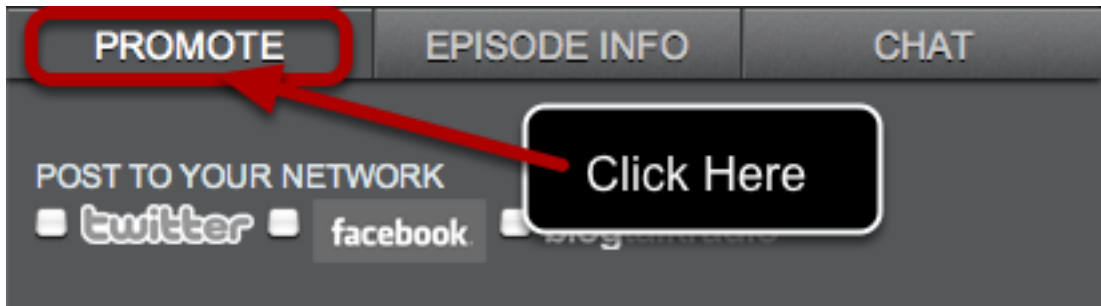 PROMOTE EPISODE INFO CHAT
Click Here
POST TO YOUR NETWORK
twitter facebook